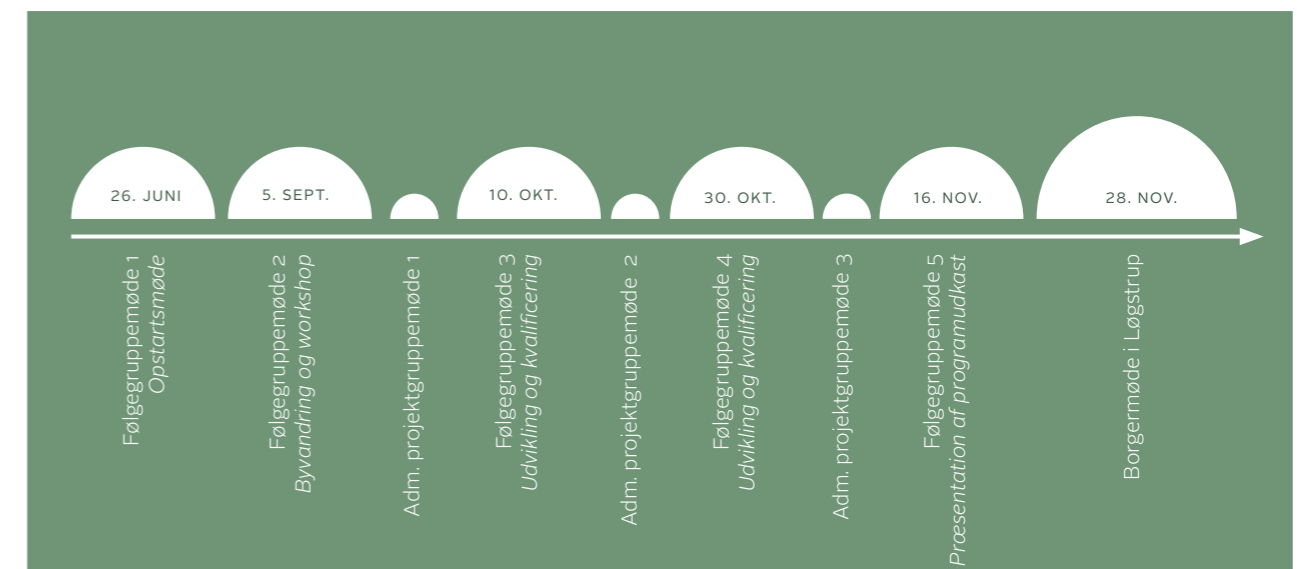 26. JUNI
5. SEPT.
10. OKT.
30. OKT.
16. NOV.
28. NOV.
Følgegruppemøde 1
Opstartsmøde
Følgegruppemøde 2
Byvandring og workshop
Adm. projektgruppemøde 1
Følgegruppemøde 3
Udvikling og kvalificering
Adm. projektgruppemøde 2
Følgegruppemøde 4
Udvikling og kvalificering
Adm. projektgruppemøde 3
Følgegruppemøde 5
Præsentation af programudkast
Borgermøde i Løgstrup